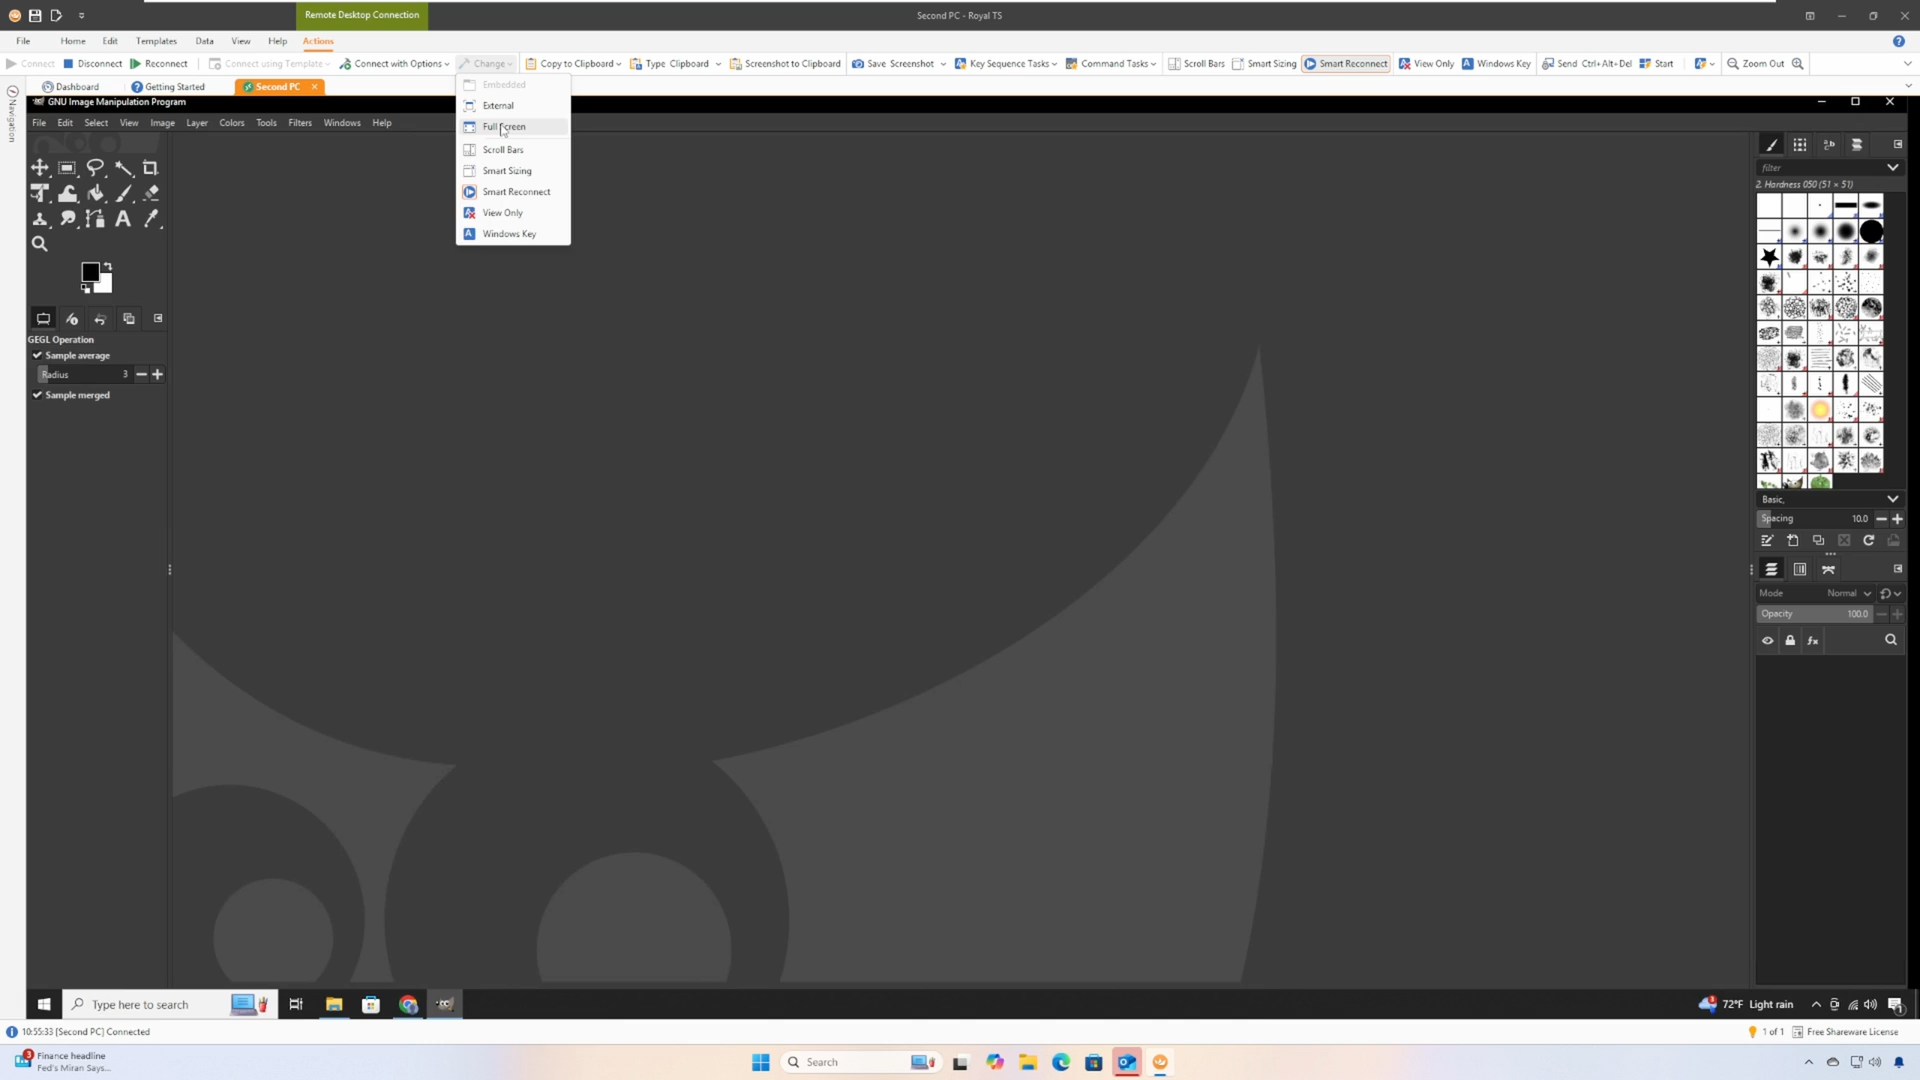 Remote Desktop Connection
Second PC - Royal TS
File Home Edit Templates Data View Help Actions
Connect Disconnect Reconnect Connect using Template Connect with Options Change Copy to Clipboard Type Clipboard Screenshot to Clipboard Save Screenshot Key Sequence Tasks Command Tasks Scroll Bars Smart Sizing Smart Reconnect View Only Windows Key Send Ctrl+Alt+Del Start Zoom Out
Dashboard Getting Started Second PC
Navigation
Embedded
External
Full Screen
Scroll Bars
Smart Sizing
Smart Reconnect
View Only
Windows Key
GNU Image Manipulation Program
File Edit Select View Image Layer Colors Tools Filters Windows Help
GEGL Operation
Sample average
Radius 3
Sample merged
filter
2. Hardness 050 (51 × 51)
Basic,
Spacing 10.0
Mode Normal
Opacity 100.0
Type here to search
72°F Light rain
10:55:33 [Second PC] Connected
1 of 1 Free Shareware License
Finance headline
Fed's Miran Says...
Search